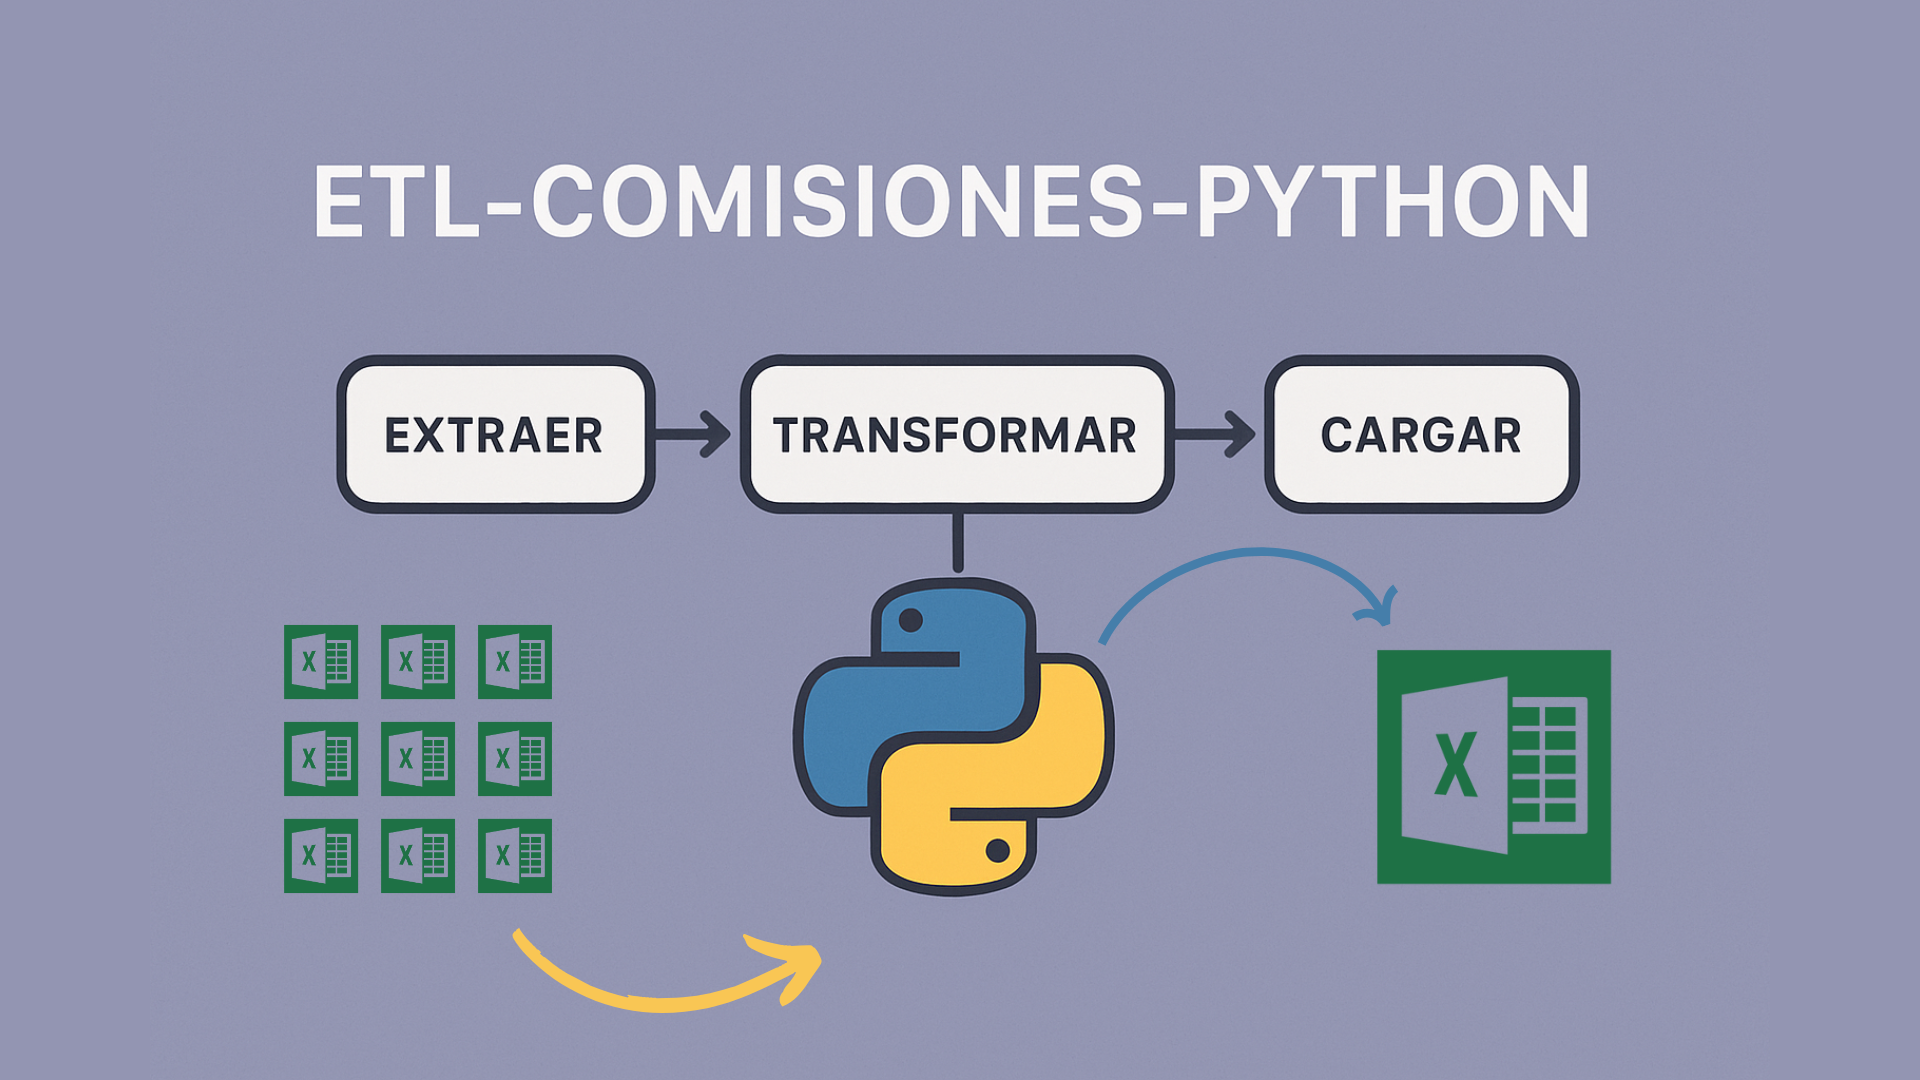 ETL-COMISIONES-PYTHON
EXTRAER
TRANSFORMAR
CARGAR
X X X X
X X X
X X X